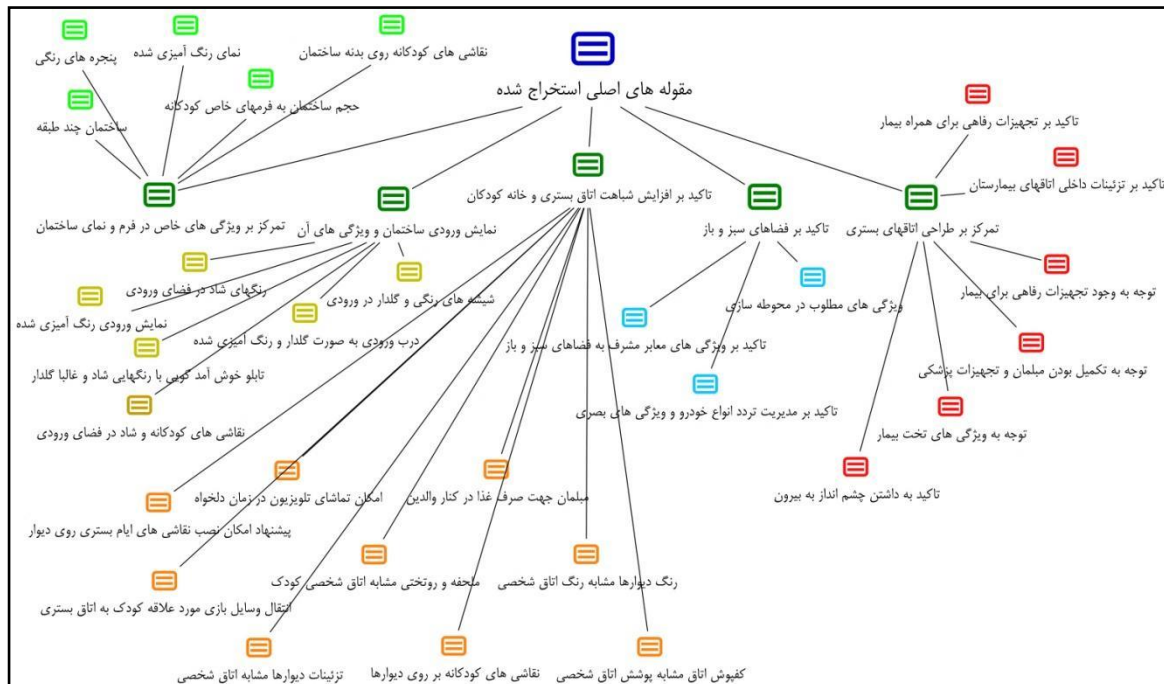 نقاشی های کودکانه روی بدنه ساختمان
نمای رنگ آمیزی شده
پنجره های رنگی
مقوله های اصلی استخراج شده
حجم ساختمان به فرمهای خاص کودکانه
ساختمان چند طبقه
تاکید بر تجهیزات رفاهی برای همراه بیمار
تاکید بر تزئینات داخلی اتاقهای بیمارستان
تاکید بر افزایش شباهت اتاق بستری و خانه کودکان
تمرکز بر طراحی اتاقهای بستری
تاکید بر فضاهای سبز و باز
نمایش ورودی ساختمان و ویژگی های آن
تمرکز بر ویژگی های خاص در فرم و نمای ساختمان
توجه به وجود تجهیزات رفاهی برای بیمار
ویژگی های مطلوب در محوطه سازی
شیشه های رنگی و گلدار در ورودی
رنگهای شاد در فضای ورودی
نمایش ورودی رنگ آمیزی شده
درب ورودی به صورت گلدار و رنگ آمیزی شده
تاکید بر ویژگی های معابر مشرف به فضاهای سبز و باز
توجه به تکمیل بودن مبلمان و تجهیزات پزشکی
تابلو خوش آمد گویی با رنگهایی شاد و غالبا گلدار
تاکید بر مدیریت تردد انواع خودرو و ویژگی های بصری
توجه به ویژگی های تخت بیمار
نقاشی های کودکانه و شاد در فضای ورودی
تاکید به داشتن چشم انداز به بیرون
مبلمان جهت صرف غذا در کنار والدین
امکان تماشای تلویزیون در زمان دلخواه
پیشنهاد امکان نصب نقاشی های ایام بستری روی دیوار
رنگ دیوارها مشابه رنگ اتاق شخصی
ملحفه و روتختی مشابه اتاق شخصی کودک
انتقال وسایل بازی مورد علاقه کودک به اتاق بستری
کفپوش اتاق مشابه پوشش اتاق شخصی
نقاشی های کودکانه بر روی دیوارها
تزئینات دیوارها مشابه اتاق شخصی